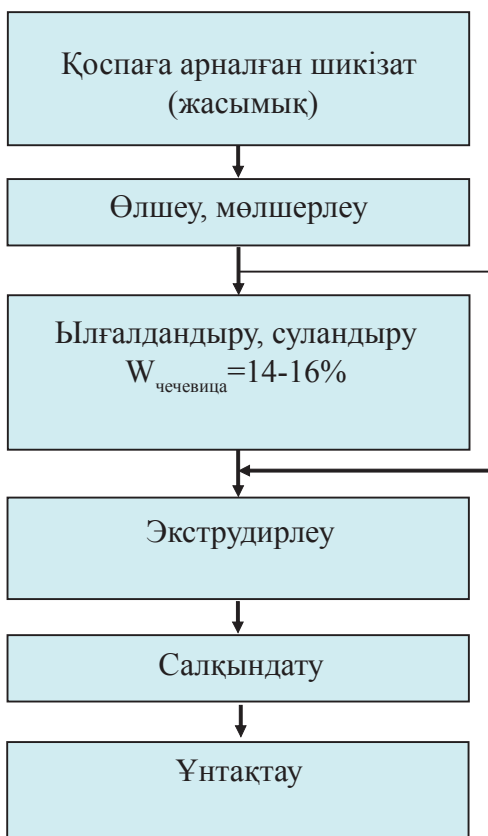 Қоспаға арналған шикізат
(жасымық)
Өлшеу, мөлшерлеу
Ылғалдандыру, суландыру
Wчечевица=14-16%
Экструдирлеу
Салқындату
Ұнтақтау